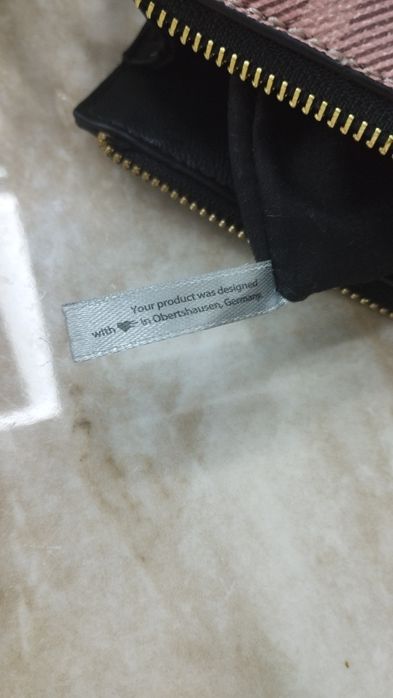 Your product was designed
with in Obertshausen, Germany